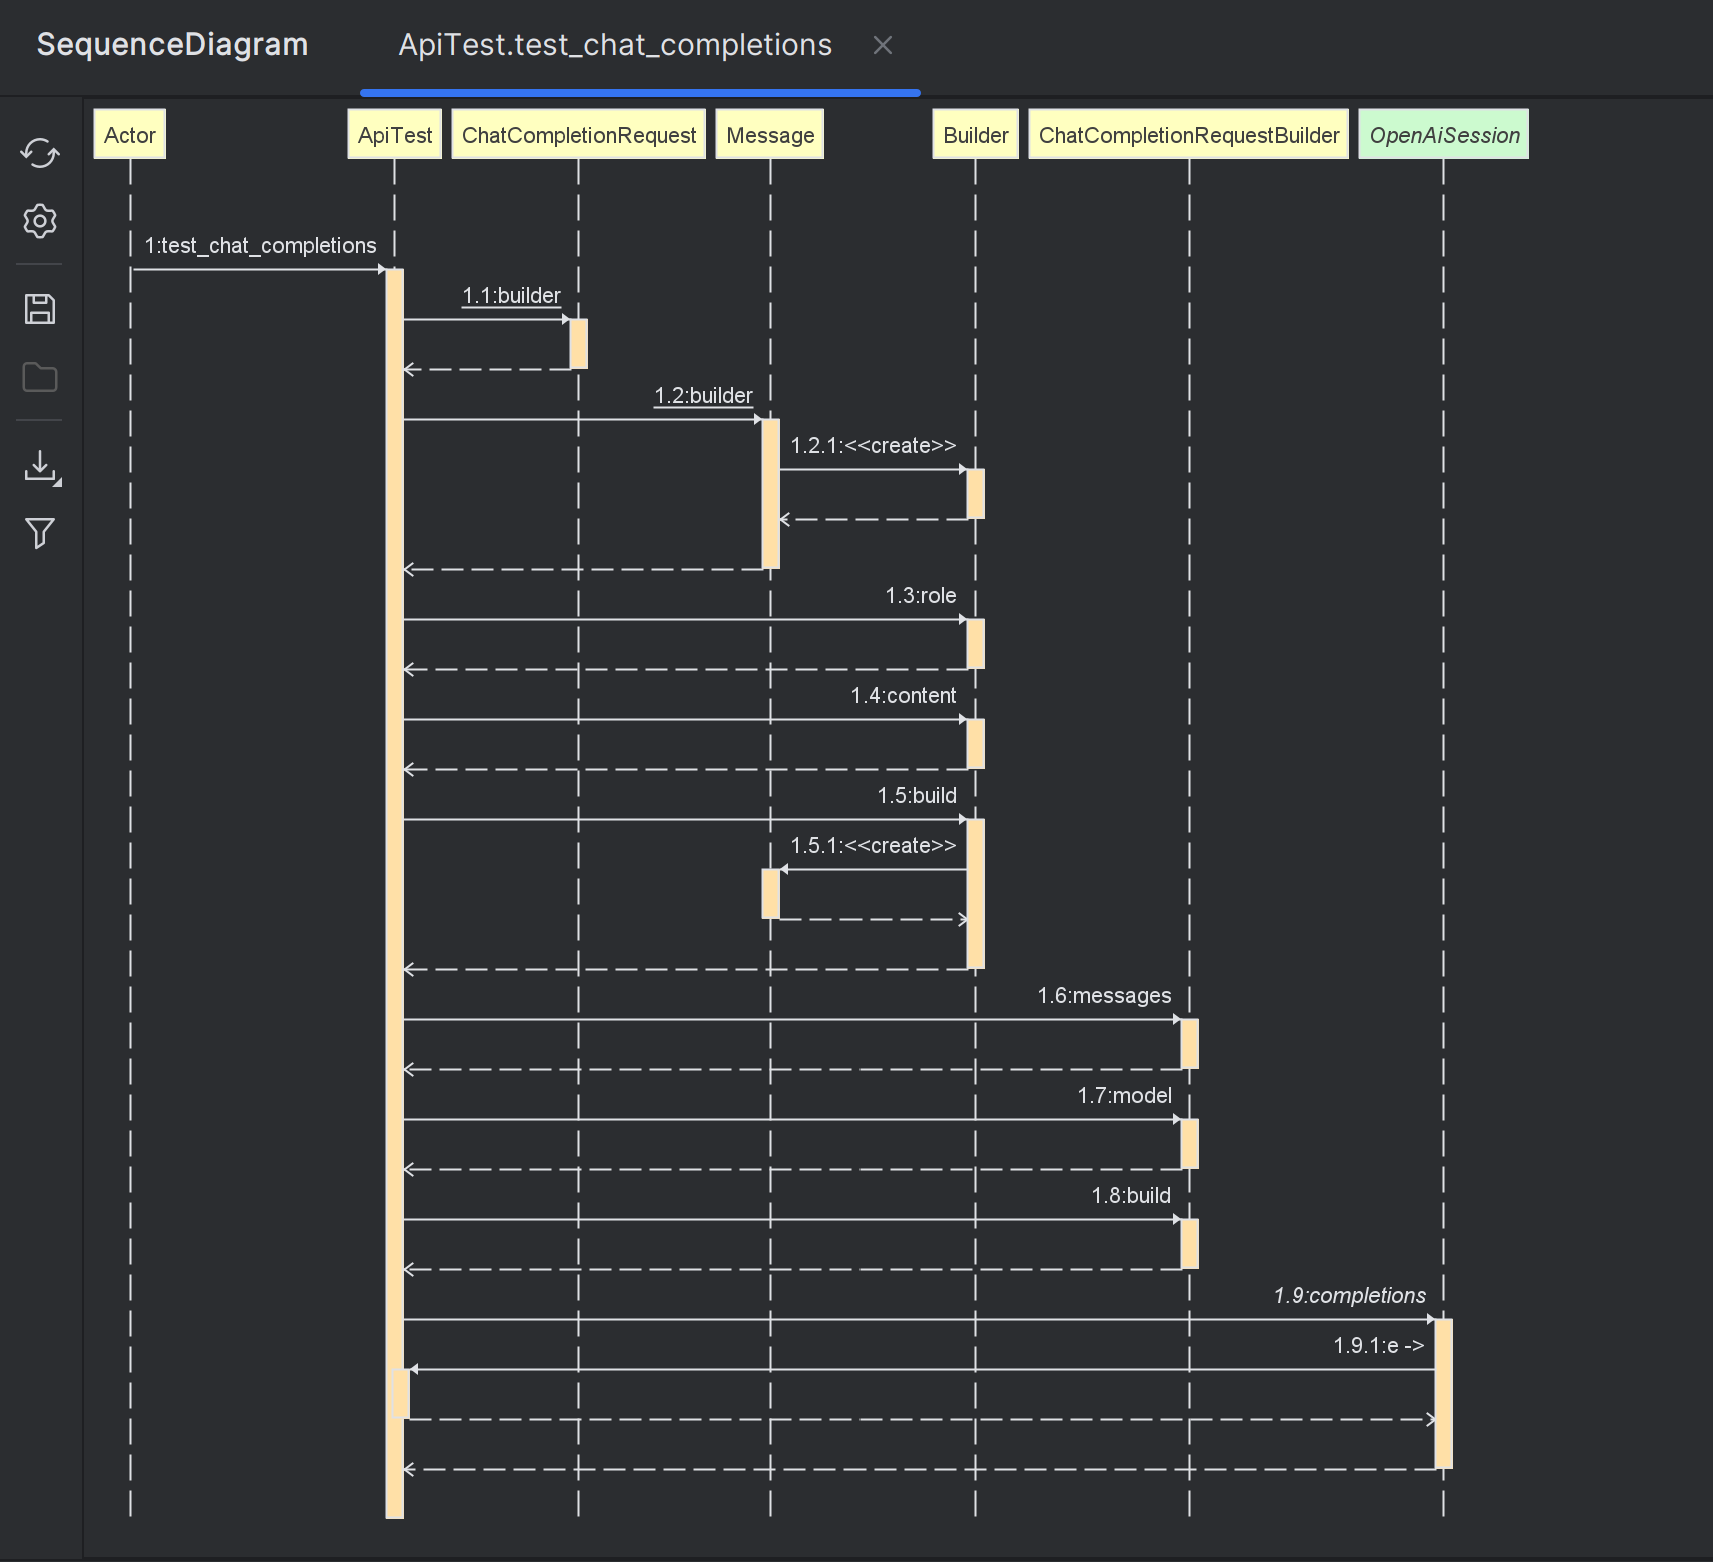 SequenceDiagram
ApiTest.test_chat_completions
Actor
ApiTest
ChatCompletionRequest
Message
Builder
ChatCompletionRequestBuilder
OpenAiSession
1:test_chat_completions
1.1:builder
1.2:builder
1.2.1:<<create>>
1.3:role
1.4:content
1.5:build
1.5.1:<<create>>
1.6:messages
1.7:model
1.8:build
1.9:completions
1.9.1:e ->